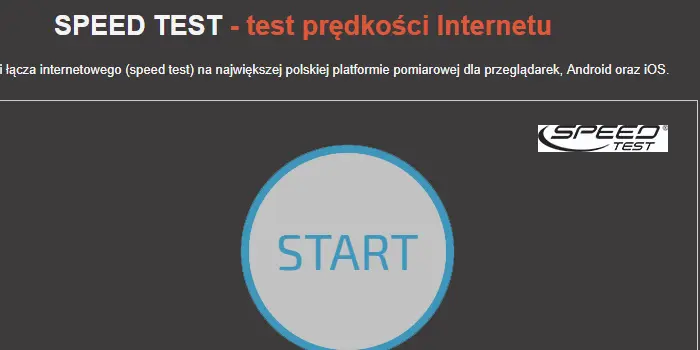 SPEED TEST - test prędkości Internetu
i łącza internetowego (speed test) na największej polskiej platformie pomiarowej dla przeglądarek, Android oraz iOS.
SPEED®
TEST
START